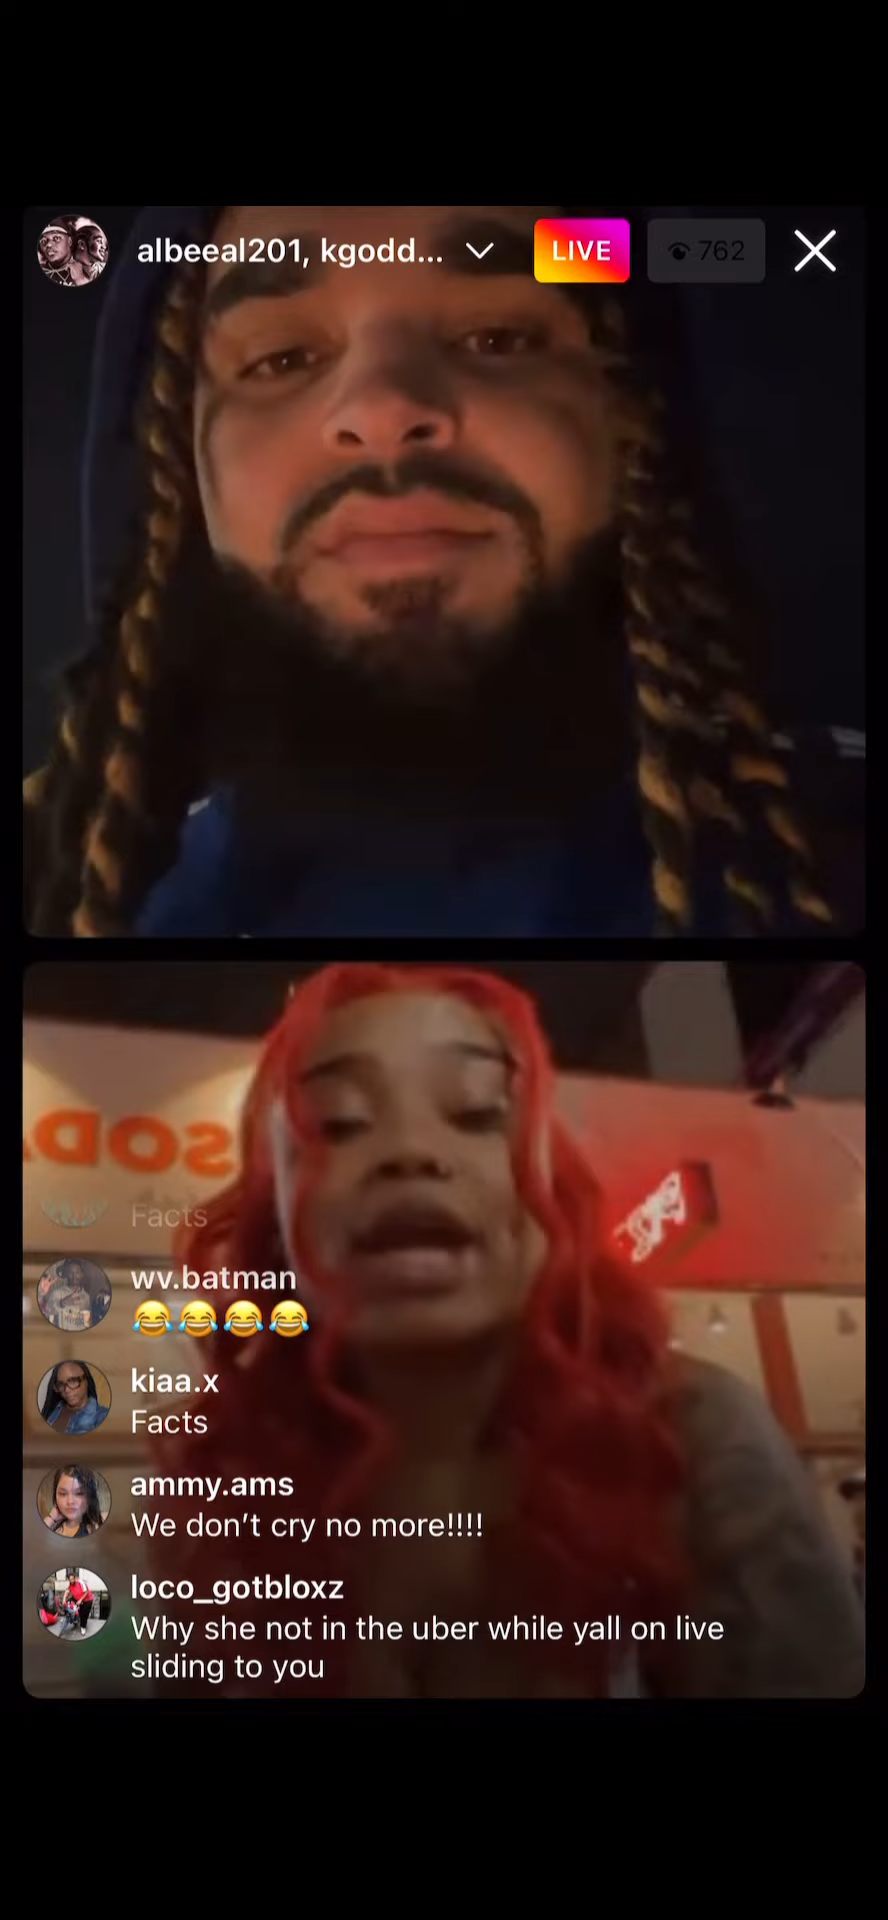 albeeal201, kgodd...
LIVE
762
SODA
Facts
wv.batman
😂😂😂😂
kiaa.x
Facts
ammy.ams
We don’t cry no more!!!!
loco_gotbloxz
Why she not in the uber while yall on live
sliding to you